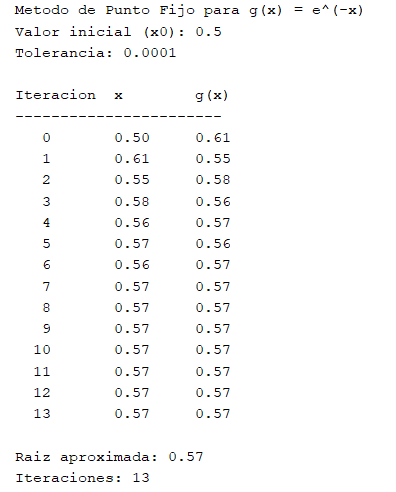 Metodo de Punto Fijo para g(x) = e^(-x)
Valor inicial (x0): 0.5
Tolerancia: 0.0001
Iteracion  x        g(x)
-----------------------
0       0.50     0.61
1       0.61     0.55
2       0.55     0.58
3       0.58     0.56
4       0.56     0.57
5       0.57     0.56
6       0.56     0.57
7       0.57     0.57
8       0.57     0.57
9       0.57     0.57
10       0.57     0.57
11       0.57     0.57
12       0.57     0.57
13       0.57     0.57
Raiz aproximada: 0.57
Iteraciones: 13